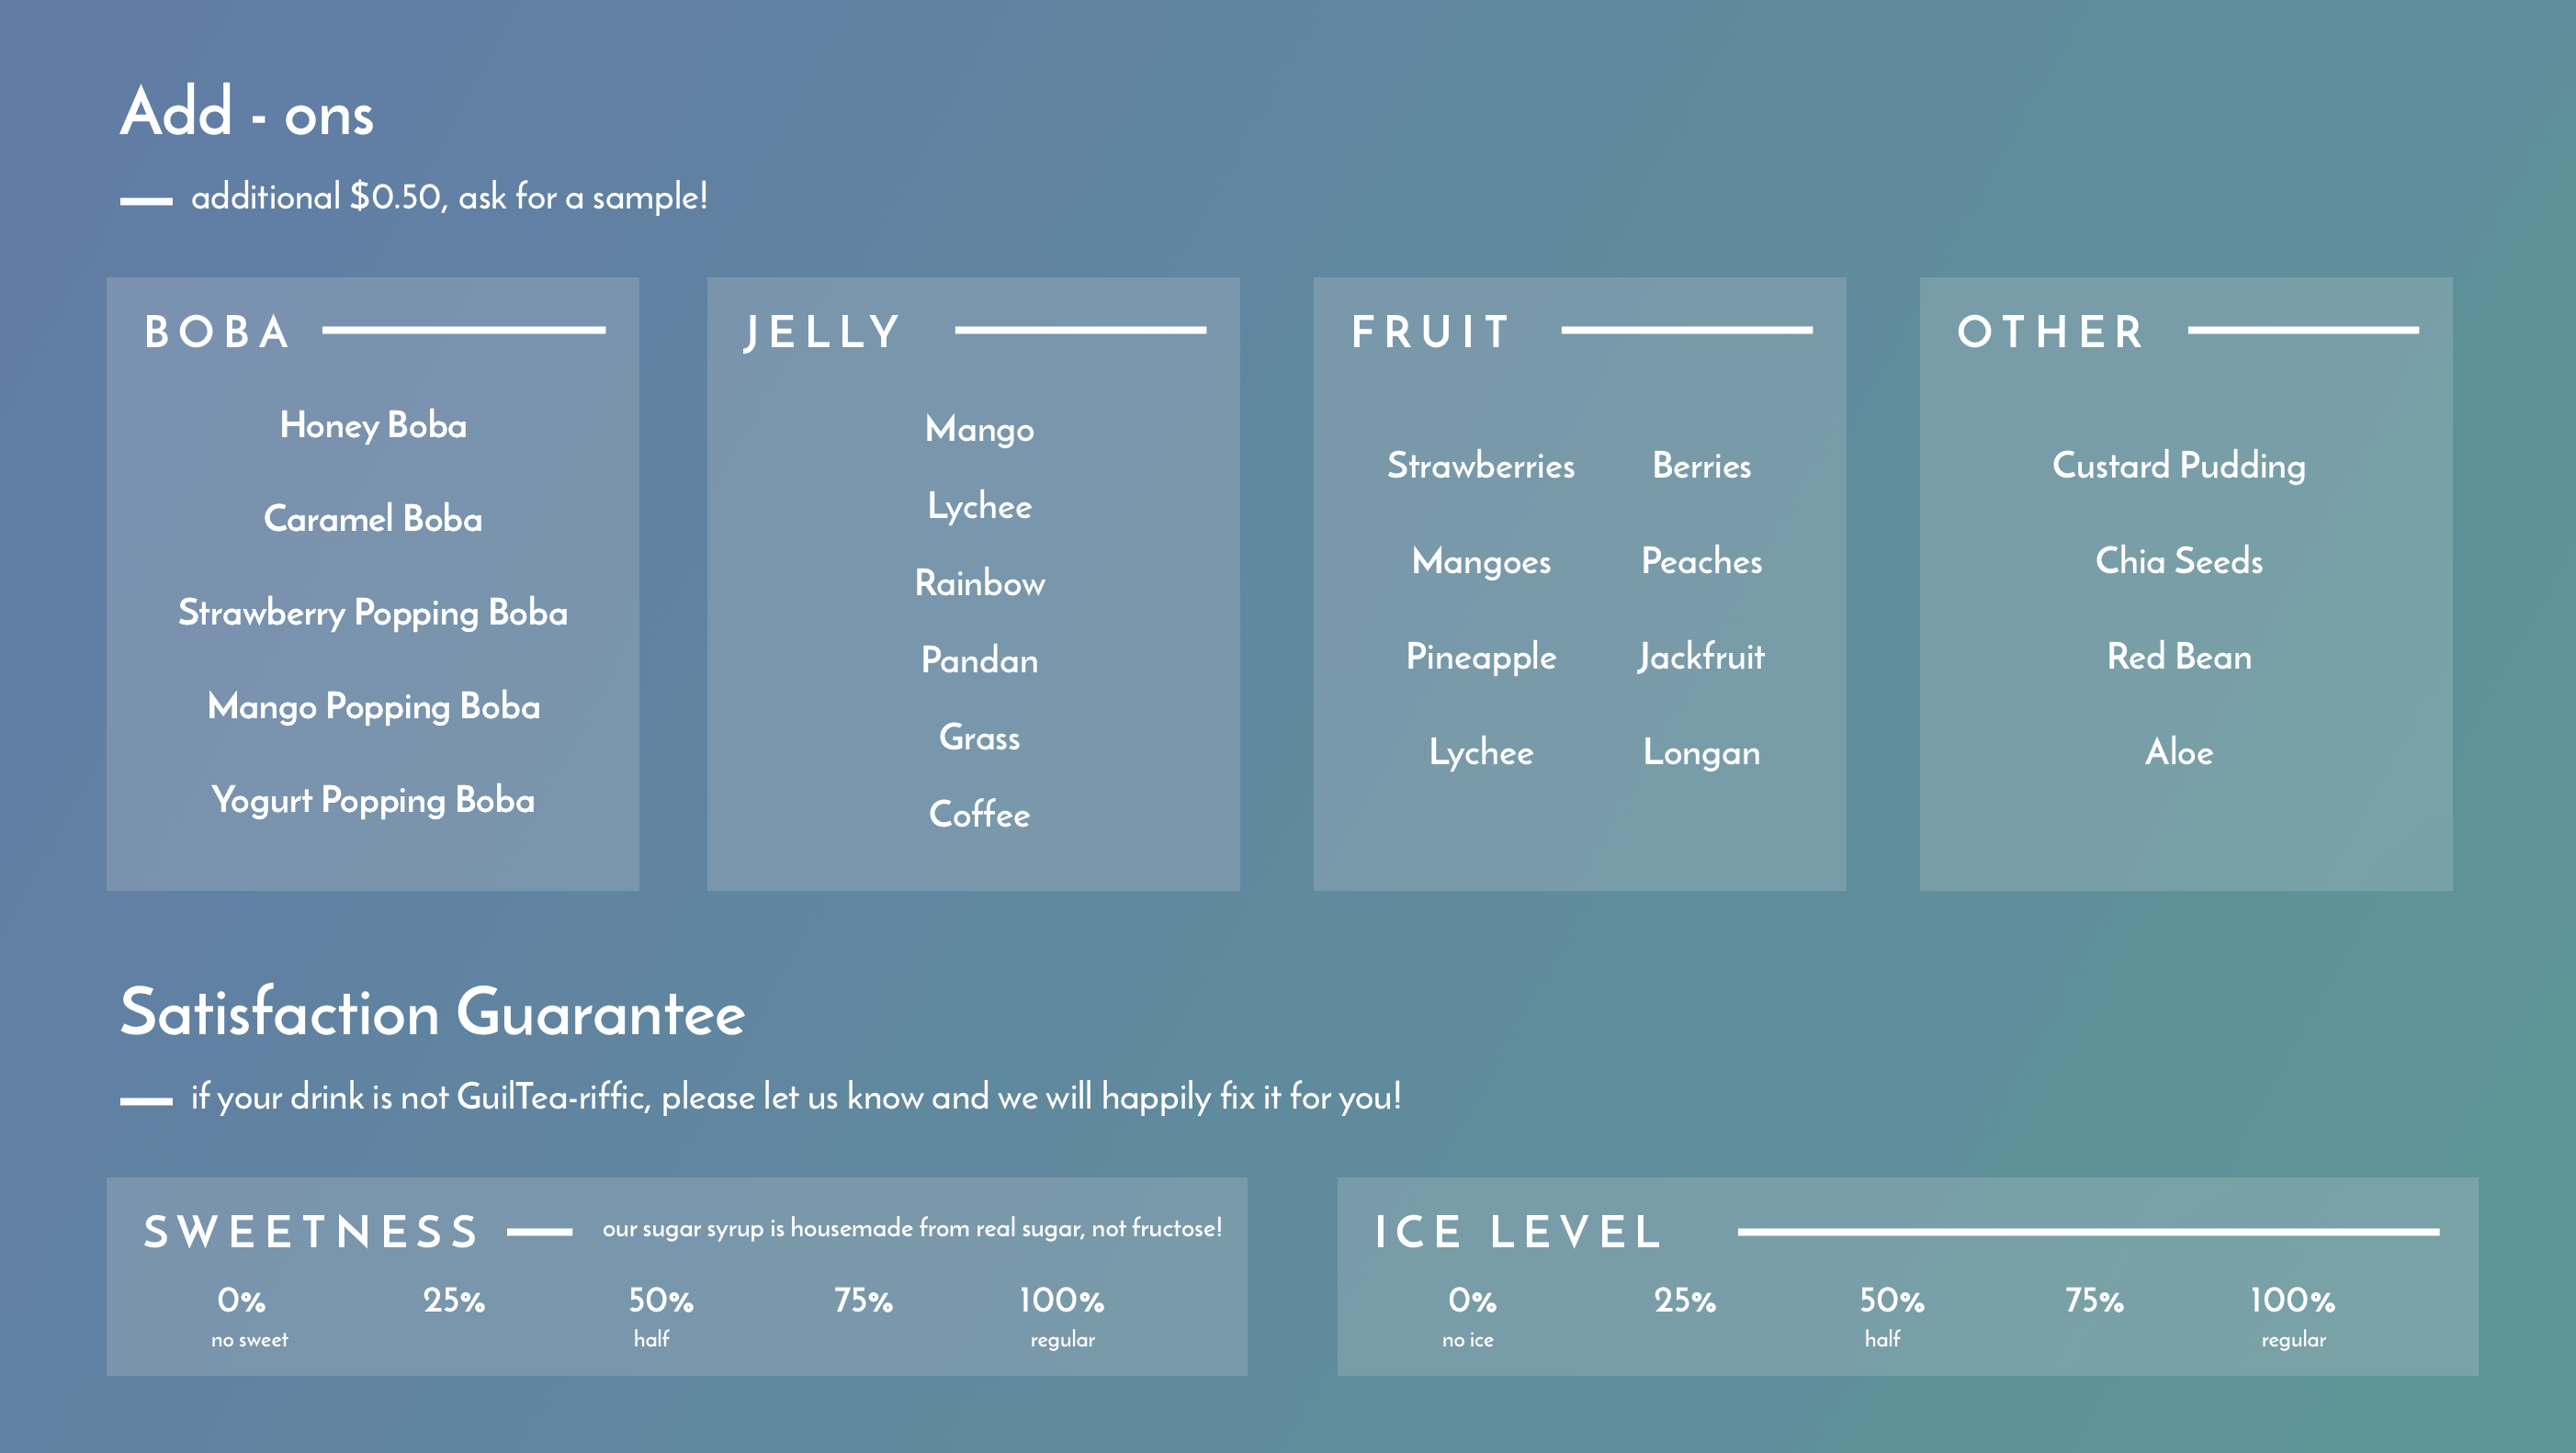 Add - ons
additional $0.50, ask for a sample!
BOBA
Honey Boba
Caramel Boba
Strawberry Popping Boba
Mango Popping Boba
Yogurt Popping Boba
JELLY
Mango
Lychee
Rainbow
Pandan
Grass
Coffee
FRUIT
Strawberries Berries
Mangoes Peaches
Pineapple Jackfruit
Lychee Longan
OTHER
Custard Pudding
Chia Seeds
Red Bean
Aloe
Satisfaction Guarantee
if your drink is not GuilTea-riffic, please let us know and we will happily fix it for you!
SWEETNESS our sugar syrup is housemade from real sugar, not fructose!
0% 25% 50% 75% 100%
no sweet half regular
ICE LEVEL
0% 25% 50% 75% 100%
no ice half regular